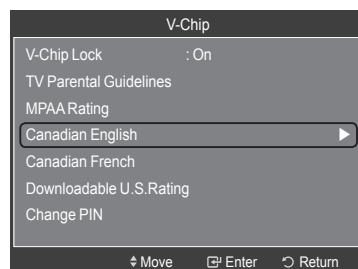 V-Chip
V-Chip Lock : On
TV Parental Guidelines
MPAA Rating
Canadian English
Canadian French
Downloadable U.S.Rating
Change PIN
Move Enter Return